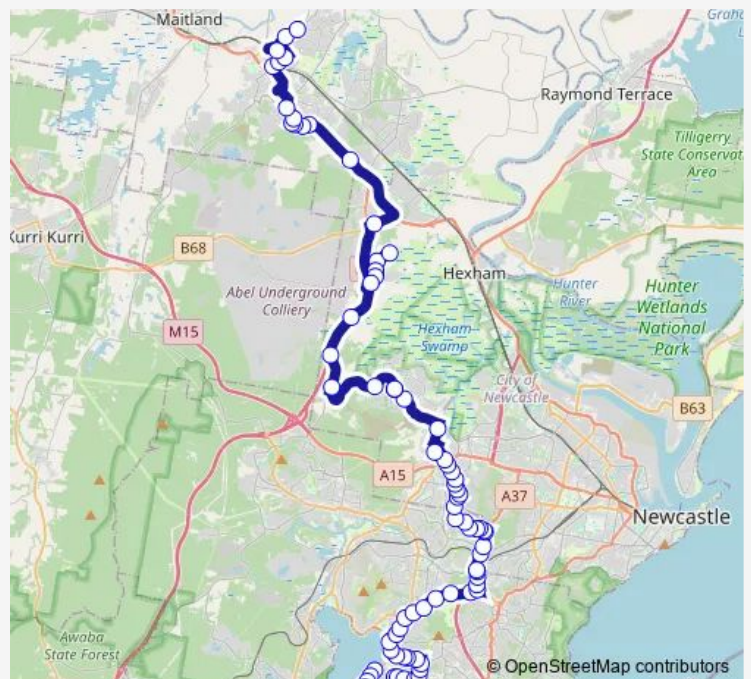 Maitland
Raymond Terrace
Tilligerry
State Conservat
Area
Kurri Kurri
B68
Hexham
Hunter
River
Hunter
Wetlands
National
Park
Abel Underground
Colliery
M15
Hexham
Swamp
City of
Newcastle
B63
A15
A37
Newcastle
Awaba
State Forest
© OpenStreetMap contributors